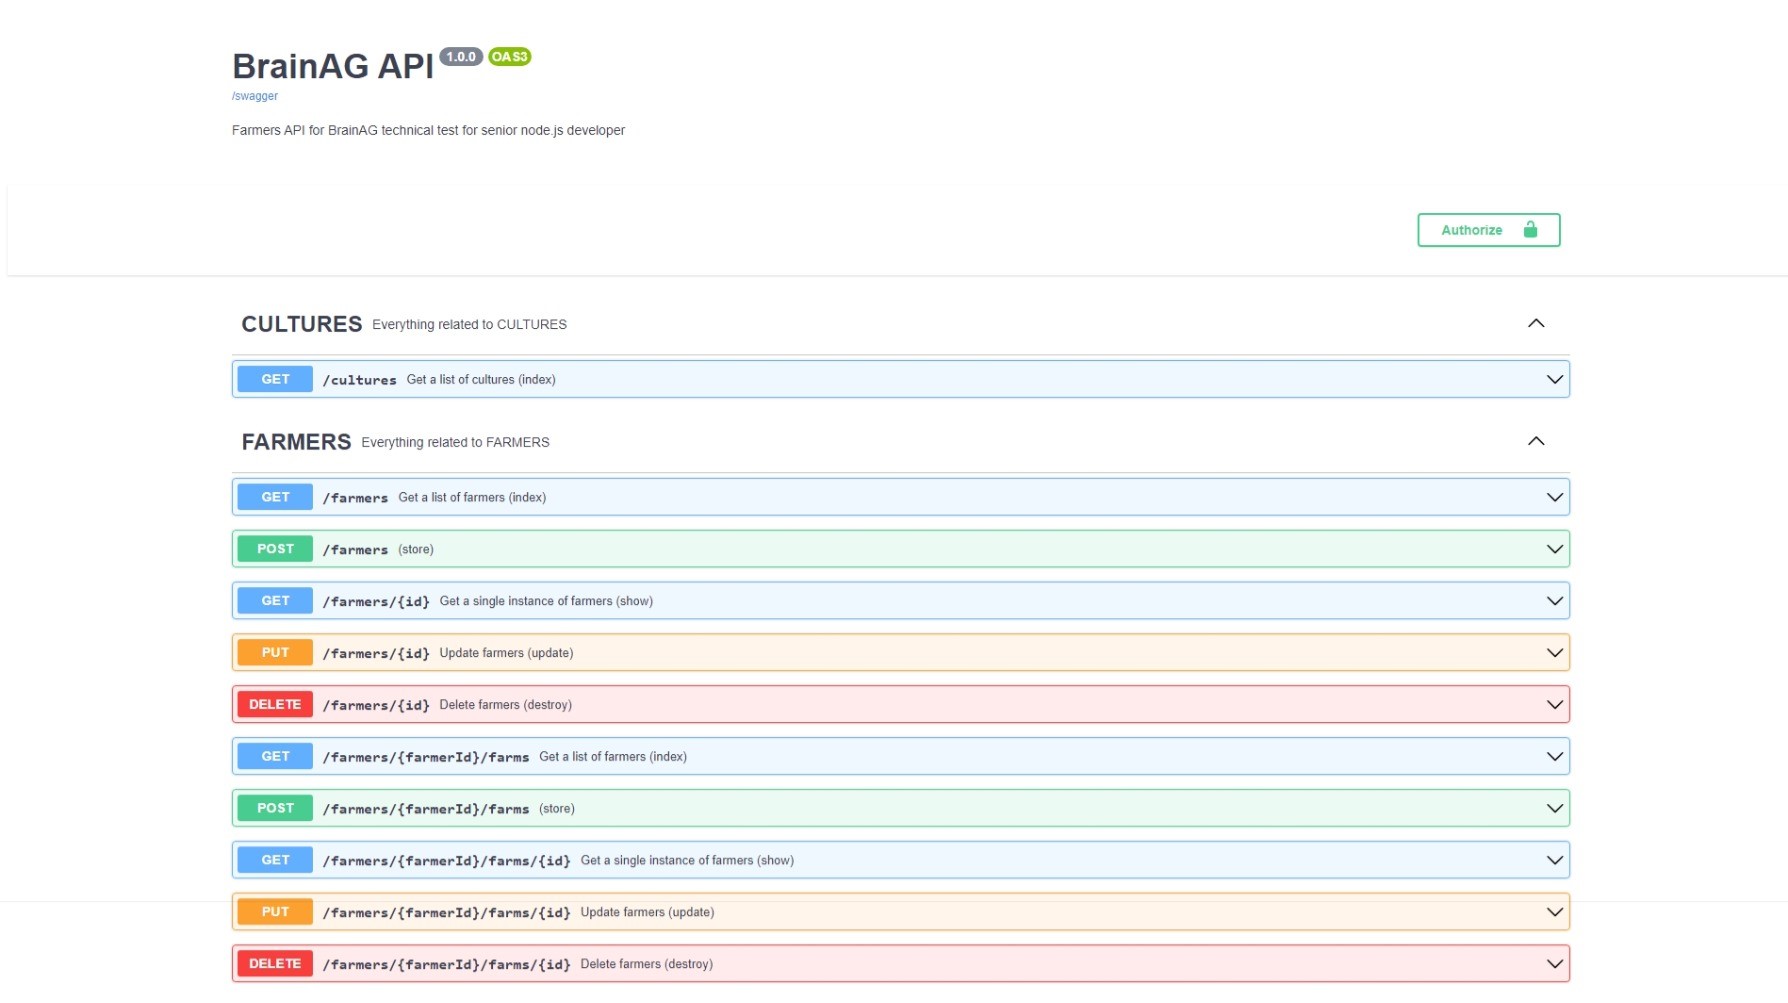 BrainAG API 1.0.0 OAS3
/swagger
Farmers API for BrainAG technical test for senior node.js developer
Authorize
CULTURES Everything related to CULTURES
GET /cultures Get a list of cultures (index)
FARMERS Everything related to FARMERS
GET /farmers Get a list of farmers (index)
POST /farmers (store)
GET /farmers/{id} Get a single instance of farmers (show)
PUT /farmers/{id} Update farmers (update)
DELETE /farmers/{id} Delete farmers (destroy)
GET /farmers/{farmerId}/farms Get a list of farmers (index)
POST /farmers/{farmerId}/farms (store)
GET /farmers/{farmerId}/farms/{id} Get a single instance of farmers (show)
PUT /farmers/{farmerId}/farms/{id} Update farmers (update)
DELETE /farmers/{farmerId}/farms/{id} Delete farmers (destroy)